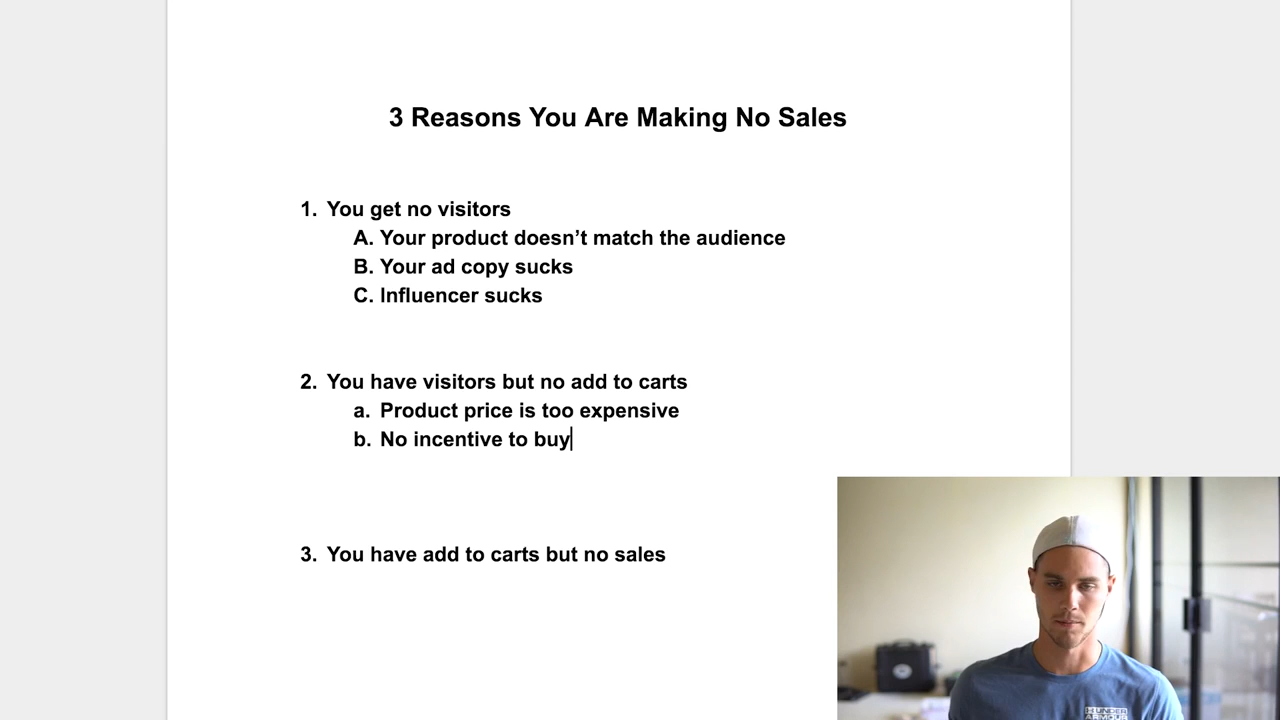 3 Reasons You Are Making No Sales
1. You get no visitors
A. Your product doesn’t match the audience
B. Your ad copy sucks
C. Influencer sucks
2. You have visitors but no add to carts
a. Product price is too expensive
b. No incentive to buy
3. You have add to carts but no sales
UNDER
ARMOUR